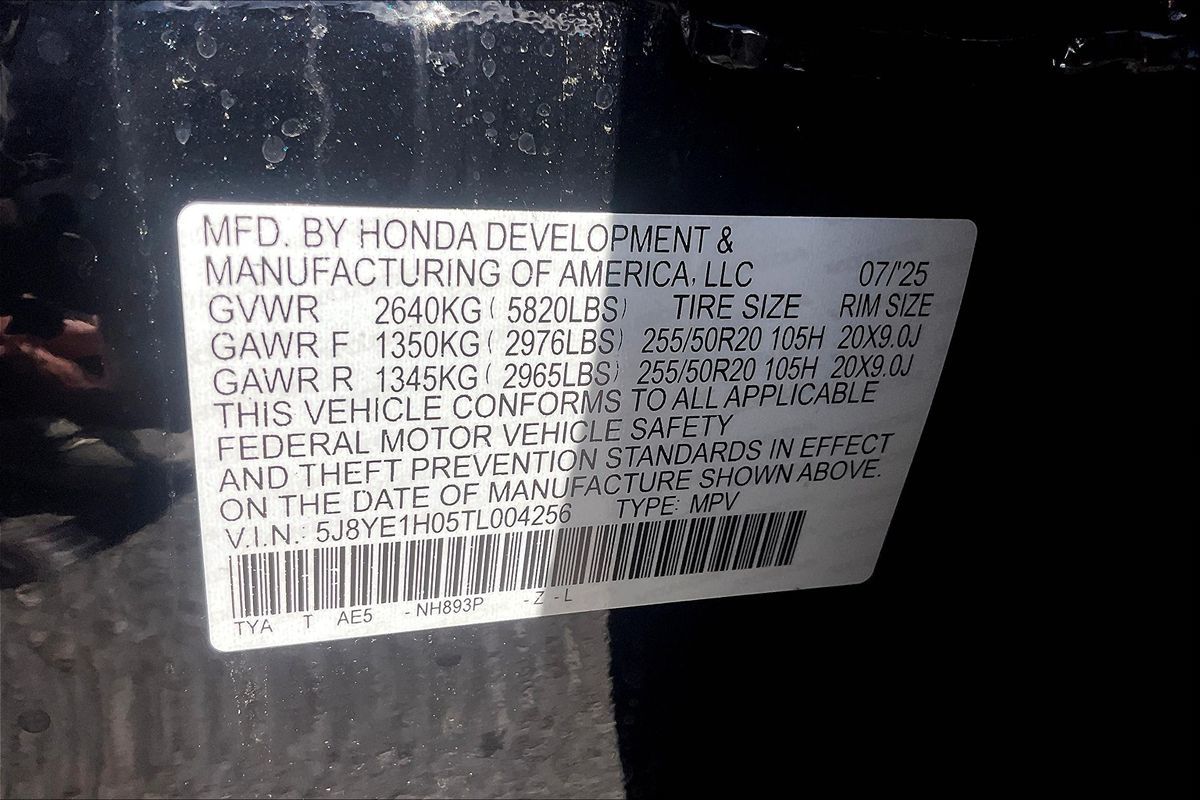 MFD. BY HONDA DEVELOPMENT &
MANUFACTURING OF AMERICA, LLC 07/'25
GVWR 2640KG ( 5820LBS) TIRE SIZE RIM SIZE
GAWR F 1350KG ( 2976LBS) 255/50R20 105H 20X9.0J
GAWR R 1345KG ( 2965LBS) 255/50R20 105H 20X9.0J
THIS VEHICLE CONFORMS TO ALL APPLICABLE
FEDERAL MOTOR VEHICLE SAFETY
AND THEFT PREVENTION STANDARDS IN EFFECT
ON THE DATE OF MANUFACTURE SHOWN ABOVE.
V.I.N.: 5J8YE1H05TL004256 TYPE: MPV
TYA T AE5 -NH893P -Z -L